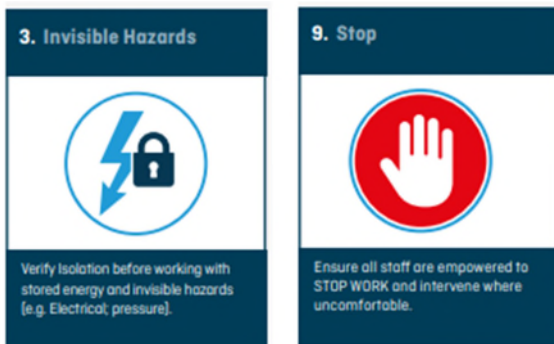 3. Invisible Hazards
Verify Isolation before working with
stored energy and invisible hazards
(e.g. Electrical; pressure).
9. Stop
Ensure all staff are empowered to
STOP WORK and intervene where
uncomfortable.